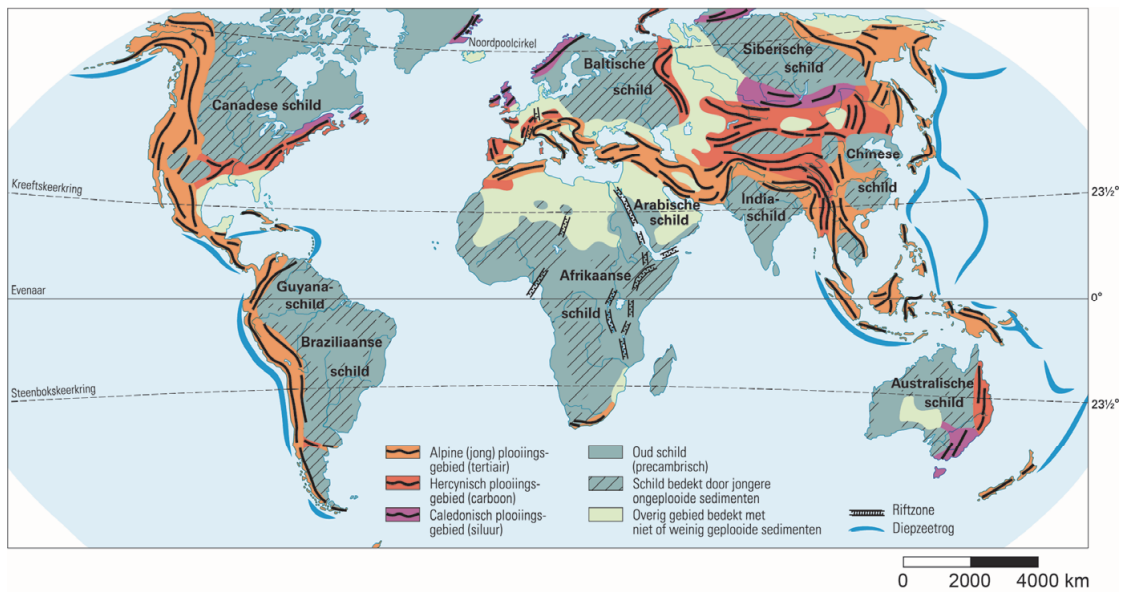 Noordpoolcirkel
Siberische
schild
Baltische
schild
Canadese schild
Chinese
schild
Kreeftskeerkring
23½°
Arabische
schild
India-
schild
Afrikaanse
schild
Evenaar
0°
Guyana-
schild
Braziliaanse
schild
Steenbokskeerkring
Australische
schild
23½°
Alpine (jong) plooiings-
gebied (tertiair)
Hercynisch plooiings-
gebied (carboon)
Caledonisch plooiings-
gebied (siluur)
Oud schild
(precambrisch)
Schild bedekt door jongere
ongeplooide sedimenten
Overig gebied bedekt met
niet of weinig geplooide sedimenten
Riftzone
Diepzeetrog
0 2000 4000 km